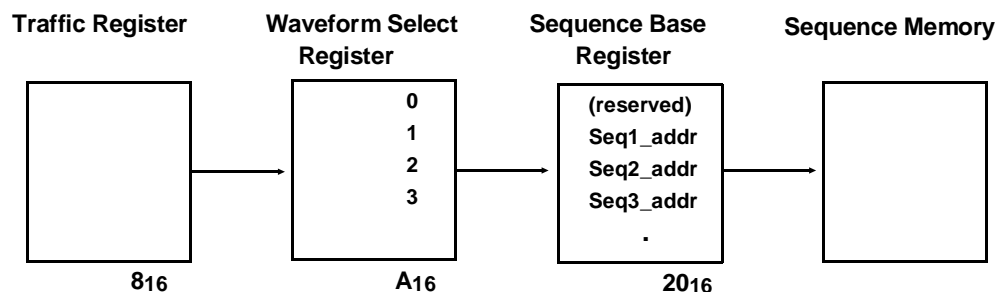 Traffic Register
Waveform Select
Register
Sequence Base
Register
Sequence Memory
0
1
2
3
(reserved)
Seq1_addr
Seq2_addr
Seq3_addr
.
816
A16
2016